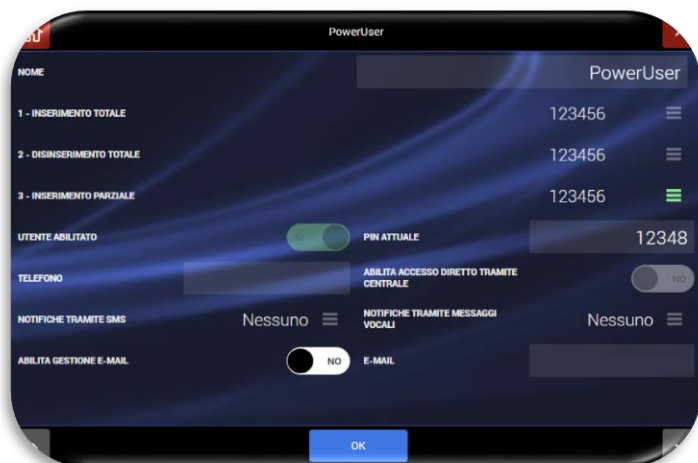 PowerUser
NOME PowerUser
1 - INSERIMENTO TOTALE 123456
2 - DISINSERIMENTO TOTALE 123456
3 - INSERIMENTO PARZIALE 123456
UTENTE ABILITATO SI PIN ATTUALE 12348
TELEFONO ABILITA ACCESSO DIRETTO TRAMITE
CENTRALE NO
NOTIFICHE TRAMITE SMS Nessuno NOTIFICHE TRAMITE MESSAGGI
VOCALI Nessuno
ABILITA GESTIONE E-MAIL NO E-MAIL
OK